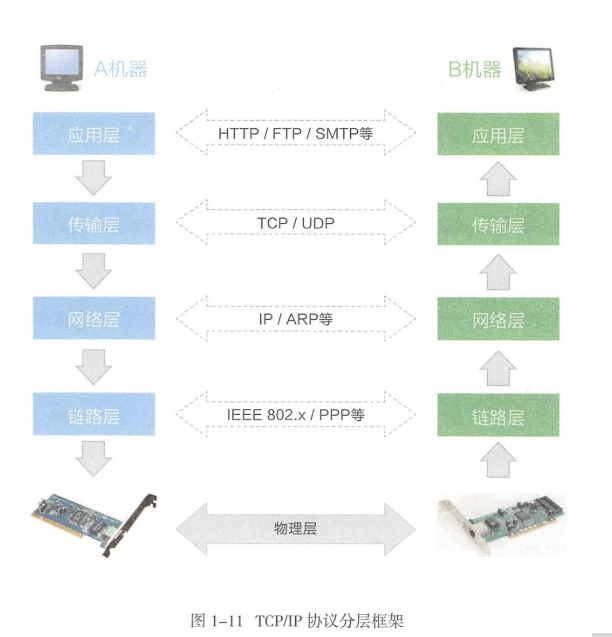 A机器
B机器
应用层
HTTP / FTP / SMTP等
应用层
传输层
TCP / UDP
传输层
网络层
IP / ARP等
网络层
链路层
IEEE 802.x / PPP等
链路层
物理层
图 1-11 TCP/IP 协议分层框架